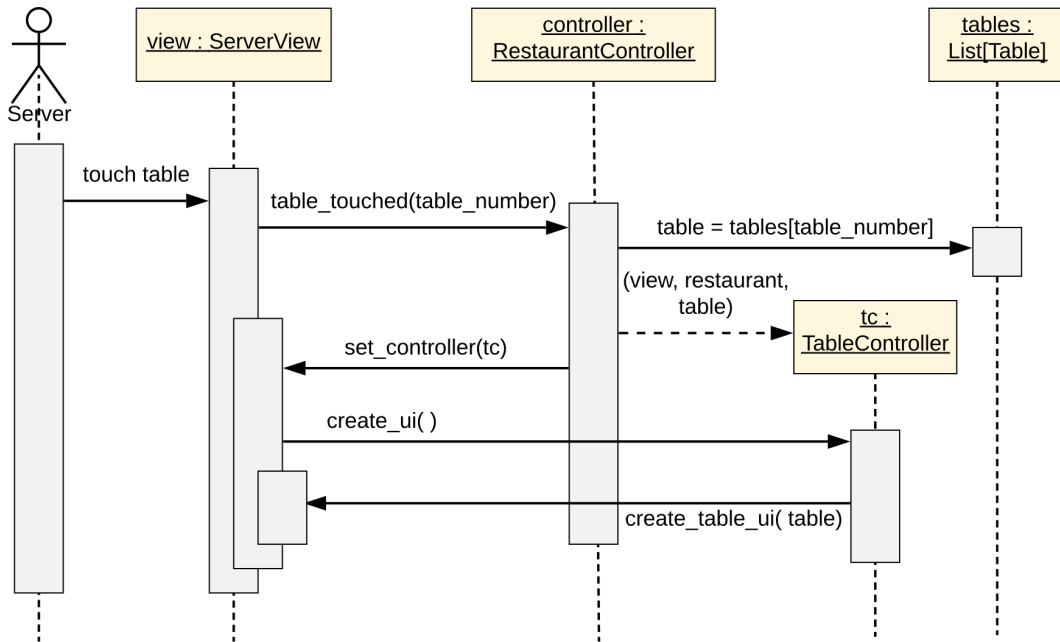 view : ServerView
controller :
RestaurantController
tables :
List[Table]
Server
touch table
table_touched(table_number)
table = tables[table_number]
(view, restaurant,
table)
tc :
TableController
set_controller(tc)
create_ui( )
create_table_ui( table)